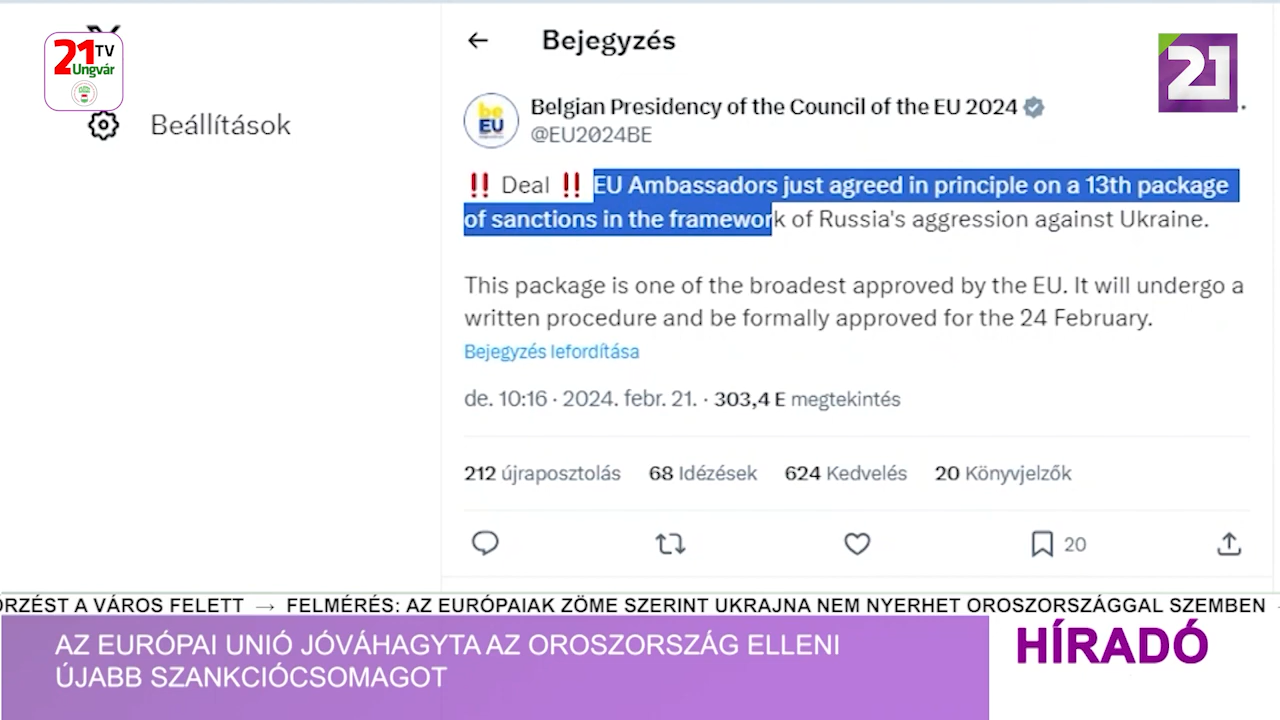 21 TV
Ungvár
Beállítások
Bejegyzés
21
be
EU
Belgian Presidency of the Council of the EU 2024
@EU2024BE
‼ Deal ‼ EU Ambassadors just agreed in principle on a 13th package
of sanctions in the framework of Russia's aggression against Ukraine.
This package is one of the broadest approved by the EU. It will undergo a
written procedure and be formally approved for the 24 February.
Bejegyzés lefordítása
de. 10:16 · 2024. febr. 21. · 303,4 E megtekintés
212 újraposztolás 68 Idézések 624 Kedvelés 20 Könyvjelzők
20
ÖRZÉST A VÁROS FELETT → FELMÉRÉS: AZ EURÓPAIAK ZÖME SZERINT UKRAJNA NEM NYERHET OROSZORSZÁGGAL SZEMBEN
AZ EURÓPAI UNIÓ JÓVÁHAGYTA AZ OROSZORSZÁG ELLENI
ÚJABB SZANKCIÓCSOMAGOT
HÍRADÓ